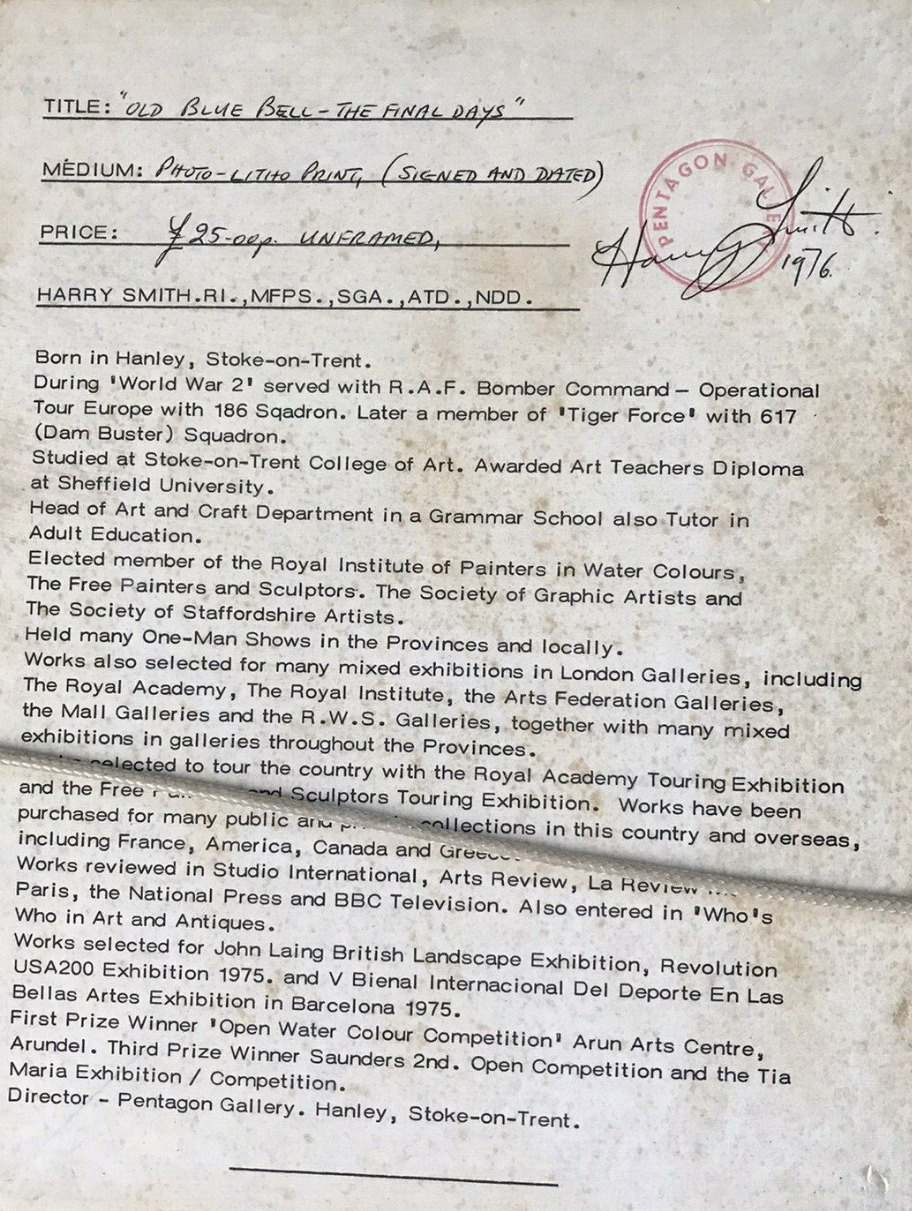 TITLE: "OLD BLUE BELL - THE FINAL DAYS"
MEDIUM: PHOTO-LITHO PRINT, (SIGNED AND DATED)
PENTAGON GALLE
Harry Smith
1976.
PRICE: £25-00p. UNFRAMED,
HARRY SMITH.RI.,MFPS.,SGA.,ATD.,NDD.
Born in Hanley, Stoke-on-Trent.
During 'World War 2' served with R.A.F. Bomber Command – Operational
Tour Europe with 186 Sqadron. Later a member of 'Tiger Force' with 617
(Dam Buster) Squadron.
Studied at Stoke-on-Trent College of Art. Awarded Art Teachers Diploma
at Sheffield University.
Head of Art and Craft Department in a Grammar School also Tutor in
Adult Education.
Elected member of the Royal Institute of Painters in Water Colours,
The Free Painters and Sculptors. The Society of Graphic Artists and
The Society of Staffordshire Artists.
Held many One-Man Shows in the Provinces and locally.
Works also selected for many mixed exhibitions in London Galleries, including
The Royal Academy, The Royal Institute, the Arts Federation Galleries,
the Mall Galleries and the R.W.S. Galleries, together with many mixed
exhibitions in galleries throughout the Provinces.
selected to tour the country with the Royal Academy Touring Exhibition
and the Free and Sculptors Touring Exhibition. Works have been
purchased for many public and collections in this country and overseas,
including France, America, Canada and Greece.
Works reviewed in Studio International, Arts Review, La Review
Paris, the National Press and BBC Television. Also entered in 'Who's
Who in Art and Antiques.
Works selected for John Laing British Landscape Exhibition, Revolution
USA200 Exhibition 1975. and V Bienal Internacional Del Deporte En Las
Bellas Artes Exhibition in Barcelona 1975.
First Prize Winner 'Open Water Colour Competition' Arun Arts Centre,
Arundel. Third Prize Winner Saunders 2nd. Open Competition and the Tia
Maria Exhibition / Competition.
Director - Pentagon Gallery. Hanley, Stoke-on-Trent.